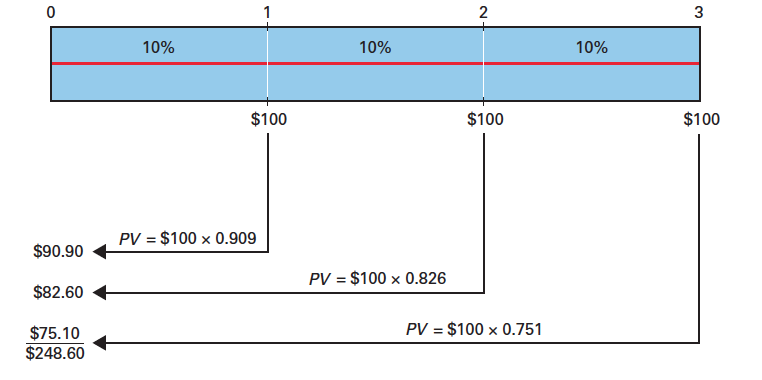 0 1 2 3
10% 10% 10%
$100 $100 $100
PV = $100 × 0.909
$90.90
PV = $100 × 0.826
$82.60
PV = $100 × 0.751
$75.10
$248.60